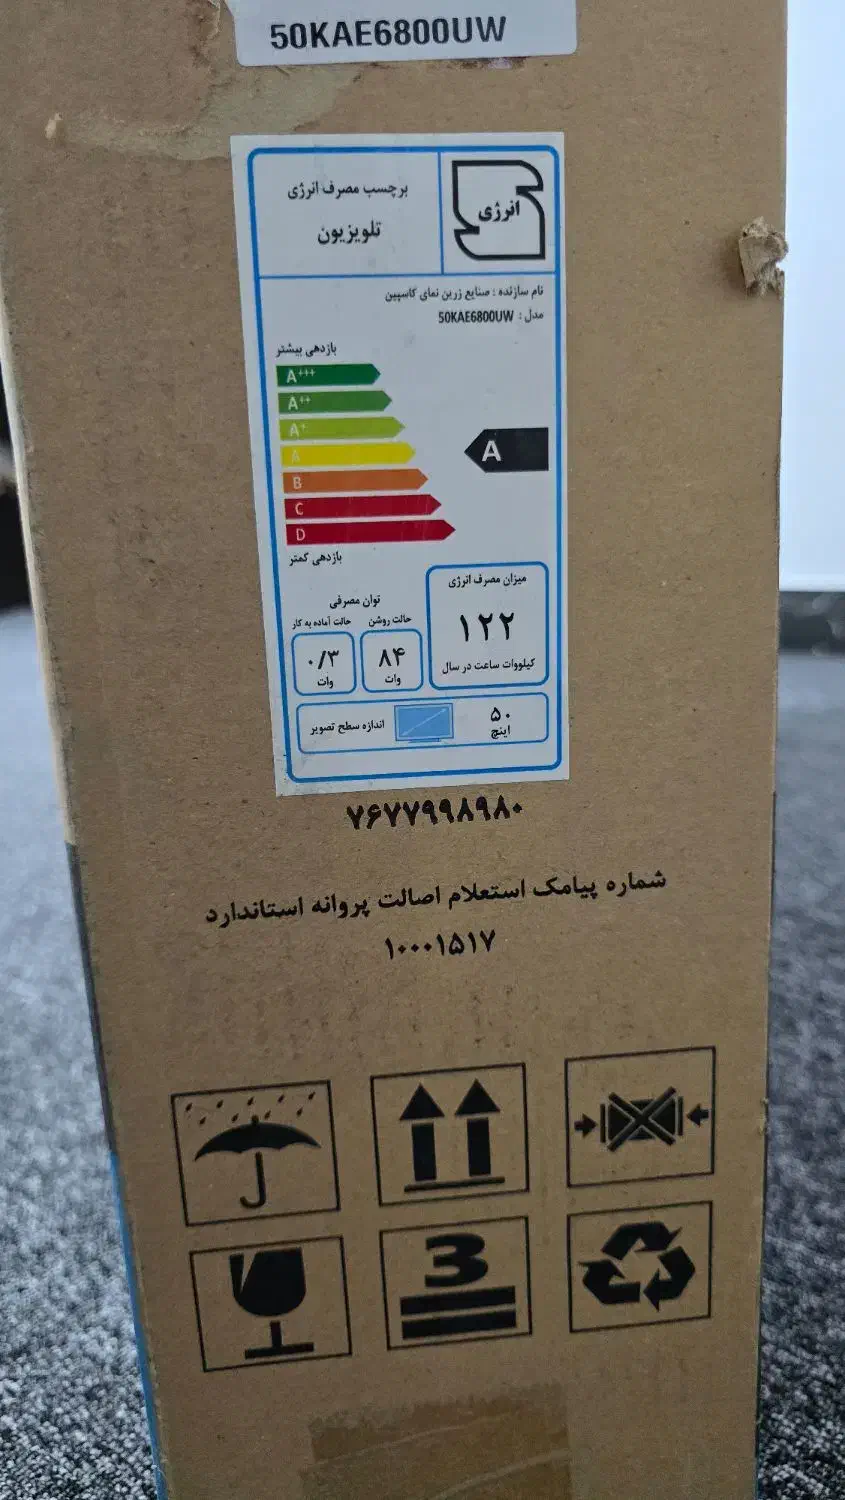 50KAE6800UW
برچسب مصرف انرژی
تلویزیون
انرژی
نام سازنده : صنایع زرین نمای کاسپین
مدل : 50KAE6800UW
بازدهی بیشتر
A+++
A++
A+
A
A
B
C
D
بازدهی کمتر
میزان مصرف انرژی
۱۲۲
کیلووات ساعت در سال
توان مصرفی
حالت روشن
۸۴
وات
حالت آماده به کار
۰/۳
وات
۵۰
اینچ
اندازه سطح تصویر
۷۶۷۷۹۹۸۹۸۰
شماره پیامک استعلام اصالت پروانه استاندارد
۱۰۰۰۱۵۱۷
3